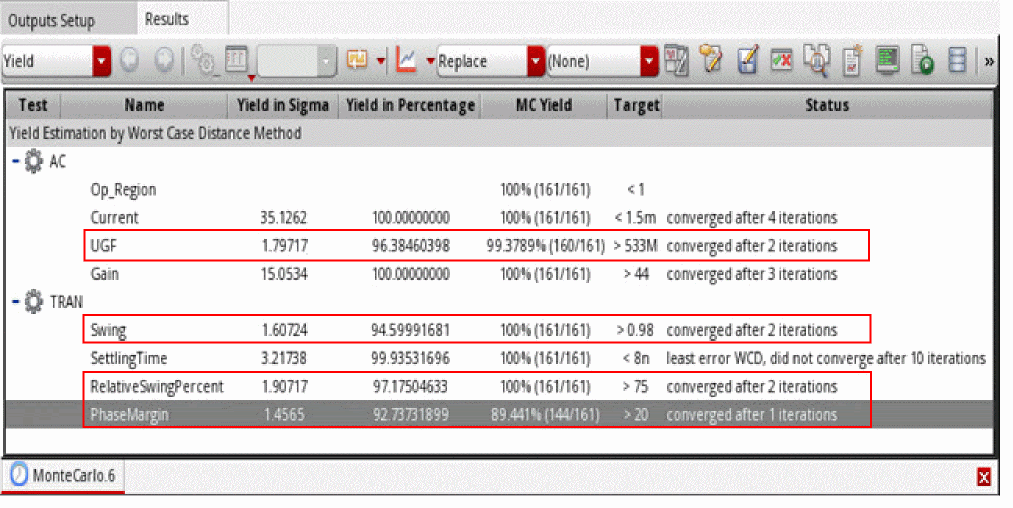 Outputs Setup Results
Yield Replace (None) »
Test Name Yield in Sigma Yield in Percentage MC Yield Target Status
Yield Estimation by Worst Case Distance Method
AC
Op_Region 100% (161/161) < 1
Current 35.1262 100.00000000 100% (161/161) < 1.5m converged after 4 iterations
UGF 1.79717 96.38460398 99.3789% (160/161) > 533M converged after 2 iterations
Gain 15.0534 100.00000000 100% (161/161) > 44 converged after 3 iterations
TRAN
Swing 1.60724 94.59991681 100% (161/161) > 0.98 converged after 2 iterations
SettlingTime 3.21738 99.93531696 100% (161/161) < 8n least error WCD, did not converge after 10 iterations
RelativeSwingPercent 1.90717 97.17504633 100% (161/161) > 75 converged after 2 iterations
PhaseMargin 1.4565 92.73731899 89.441% (144/161) > 20 converged after 1 iterations
MonteCarlo.6